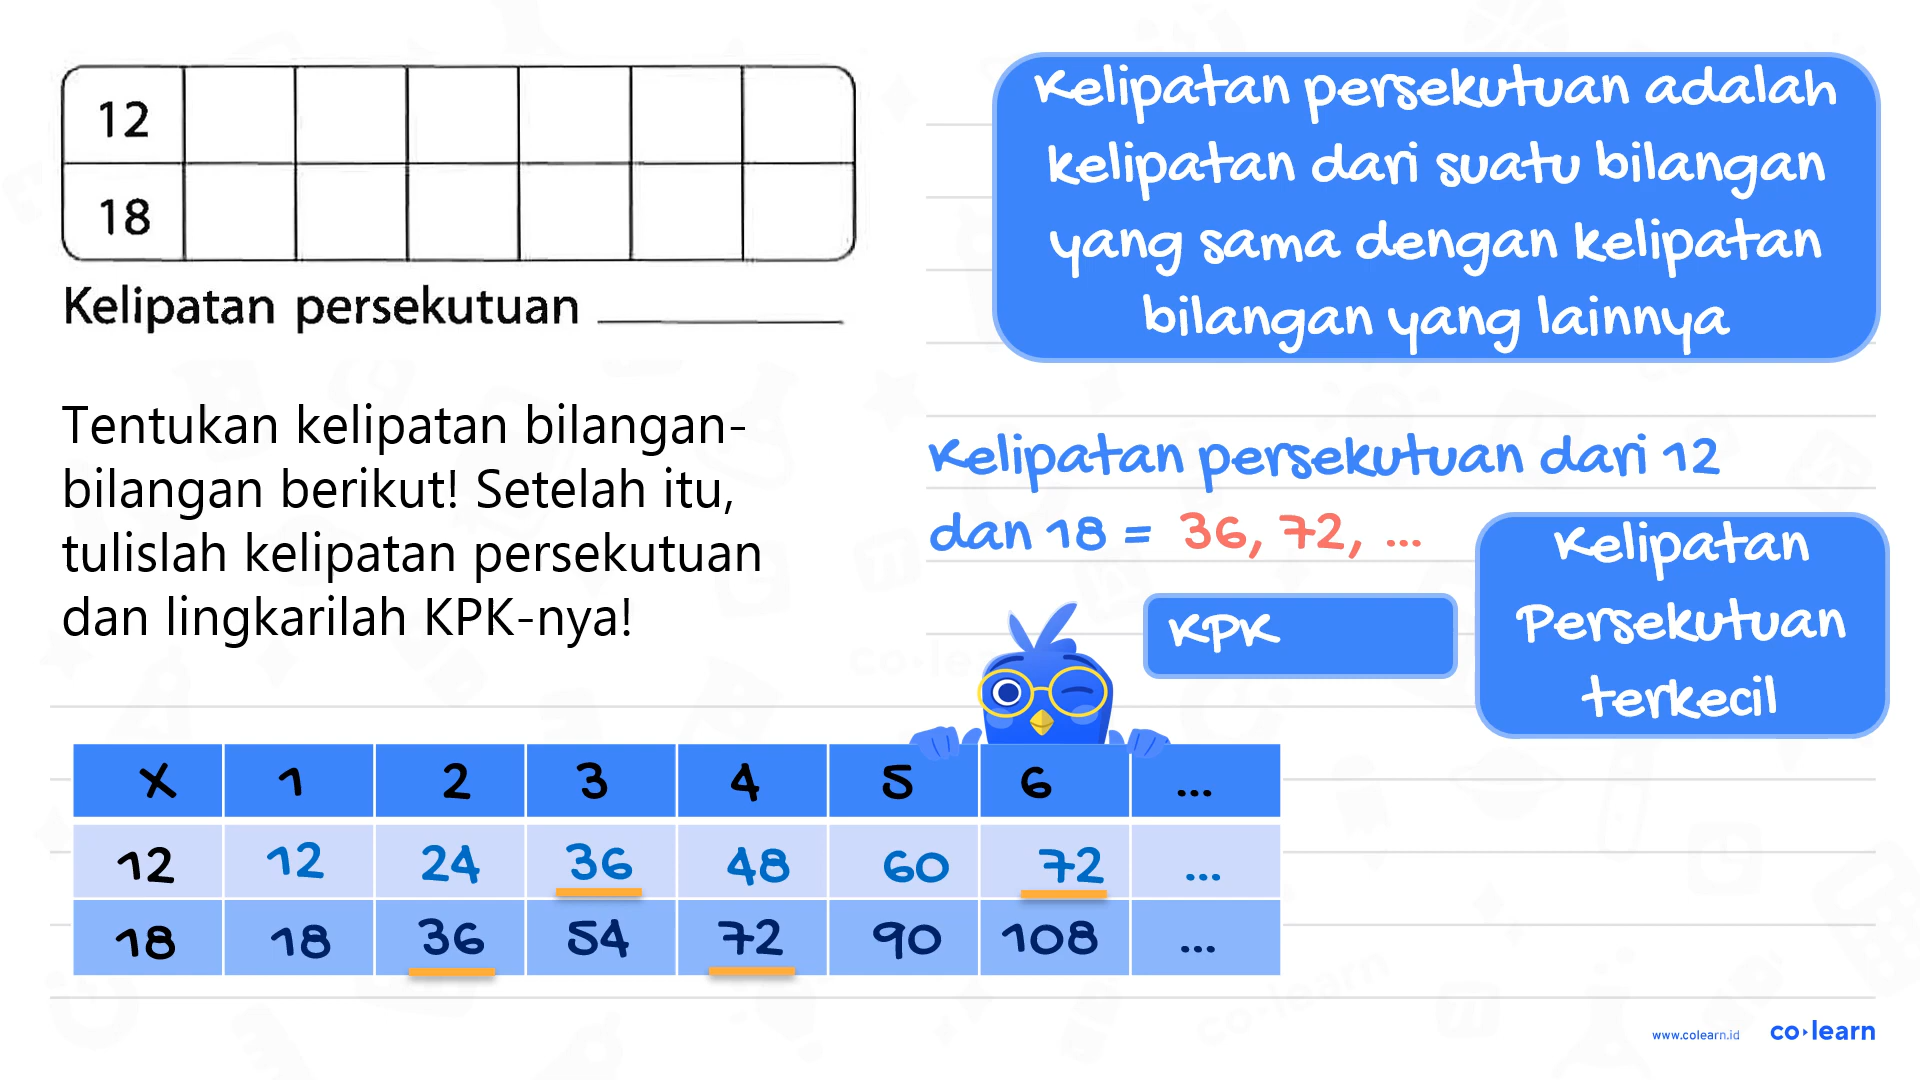 12
18
Kelipatan persekutuan
Tentukan kelipatan bilangan-
bilangan berikut! Setelah itu,
tulislah kelipatan persekutuan
dan lingkarilah KPK-nya!
Kelipatan persekutuan adalah
kelipatan dari suatu bilangan
yang sama dengan kelipatan
bilangan yang lainnya
Kelipatan persekutuan dari 12
dan 18 = 36, 72, ...
KPK
Kelipatan
Persekutuan
terkecil
X 1 2 3 4 5 6 ...
12 12 24 36 48 60 72 ...
18 18 36 54 72 90 108 ...
www.colearn.id co·learn